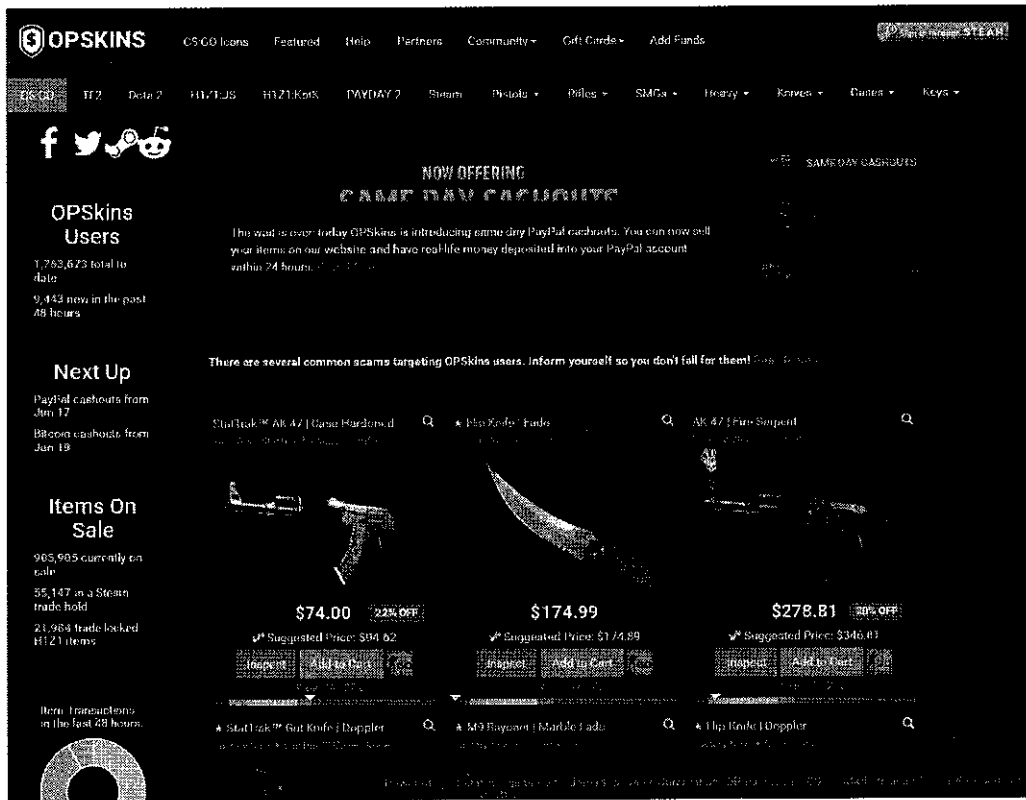 OPSKINS
CS:GO Icons Featured Help Partners Community Gift Cards Add Funds
STEAM
CS:GO TF2 Dota 2 H1Z1:JS H1Z1:KotK PAYDAY 2 Steam Pistols Rifles SMGs Heavy Knives Games Keys
NOW OFFERING
SAME DAY CASHOUTS
SAME DAY CASHOUTS
The wait is over: today OPSkins is introducing same day PayPal cashouts. You can now sell
your items on our website and have real-life money deposited into your PayPal account
within 24 hours.
OPSkins
Users
1,763,623 total to
date
9,443 new in the past
48 hours
There are several common scams targeting OPSkins users. Inform yourself so you don't fall for them!
Next Up
PayPal cashouts from
Jun 17
Bitcoin cashouts from
Jun 19
Items On
Sale
985,985 currently on
sale
55,147 in a Steam
trade hold
21,984 trade locked
H1Z1 items
Item Transactions
in the last 48 hours.
StatTrak™ AK-47 | Case Hardened
$74.00 22% OFF
Suggested Price: $94.62
Inspect Add to Cart
★ Flip Knife | Fade
$174.99
Suggested Price: $174.89
Inspect Add to Cart
AK-47 | Fire Serpent
$278.81 20% OFF
Suggested Price: $346.81
Inspect Add to Cart
★ StatTrak™ Gut Knife | Doppler
★ M9 Bayonet | Marble Fade
★ Flip Knife | Doppler